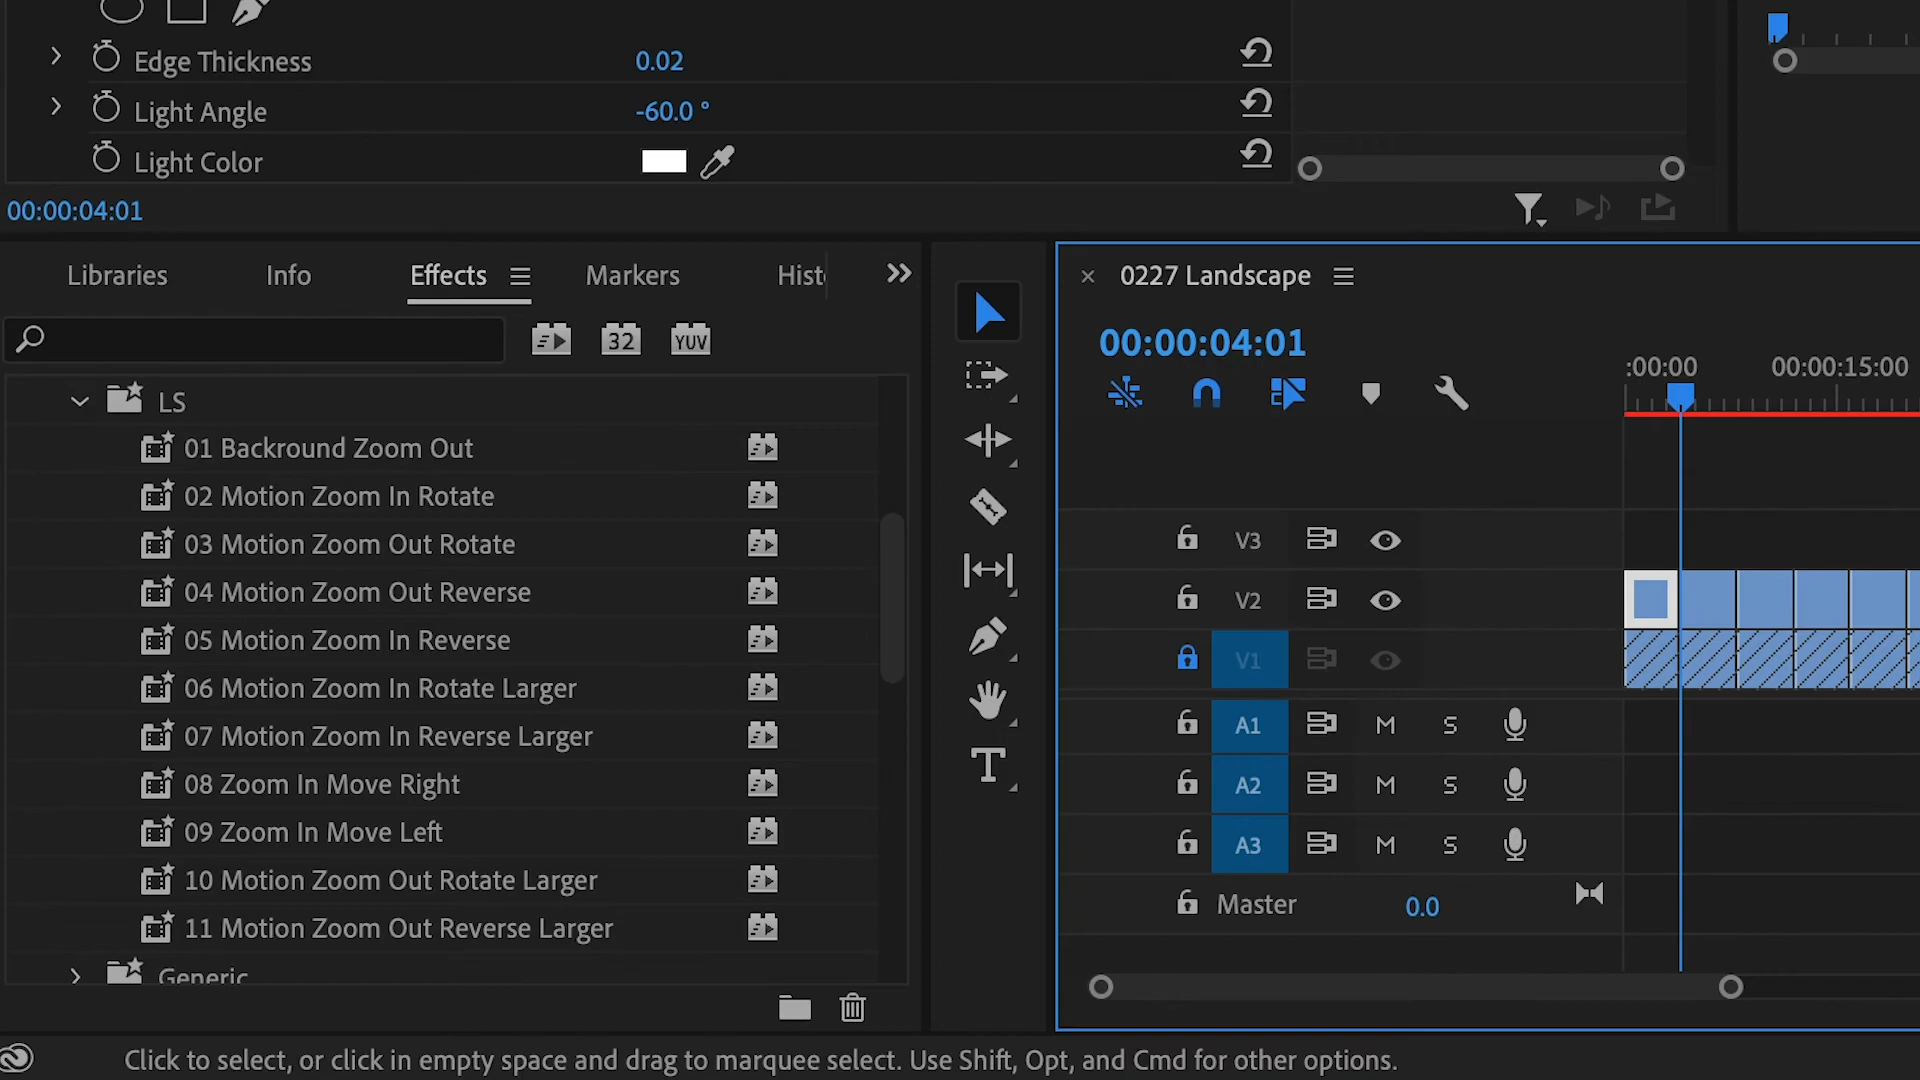 Edge Thickness 0.02
Light Angle -60.0 °
Light Color
00:00:04:01
Libraries Info Effects Markers Hist
32 YUV
LS
01 Backround Zoom Out
02 Motion Zoom In Rotate
03 Motion Zoom Out Rotate
04 Motion Zoom Out Reverse
05 Motion Zoom In Reverse
06 Motion Zoom In Rotate Larger
07 Motion Zoom In Reverse Larger
08 Zoom In Move Right
09 Zoom In Move Left
10 Motion Zoom Out Rotate Larger
11 Motion Zoom Out Reverse Larger
Generic
× 0227 Landscape
00:00:04:01
:00:00 00:00:15:00
V3
V2
V1
A1 M S
A2 M S
A3 M S
Master 0.0
Click to select, or click in empty space and drag to marquee select. Use Shift, Opt, and Cmd for other options.